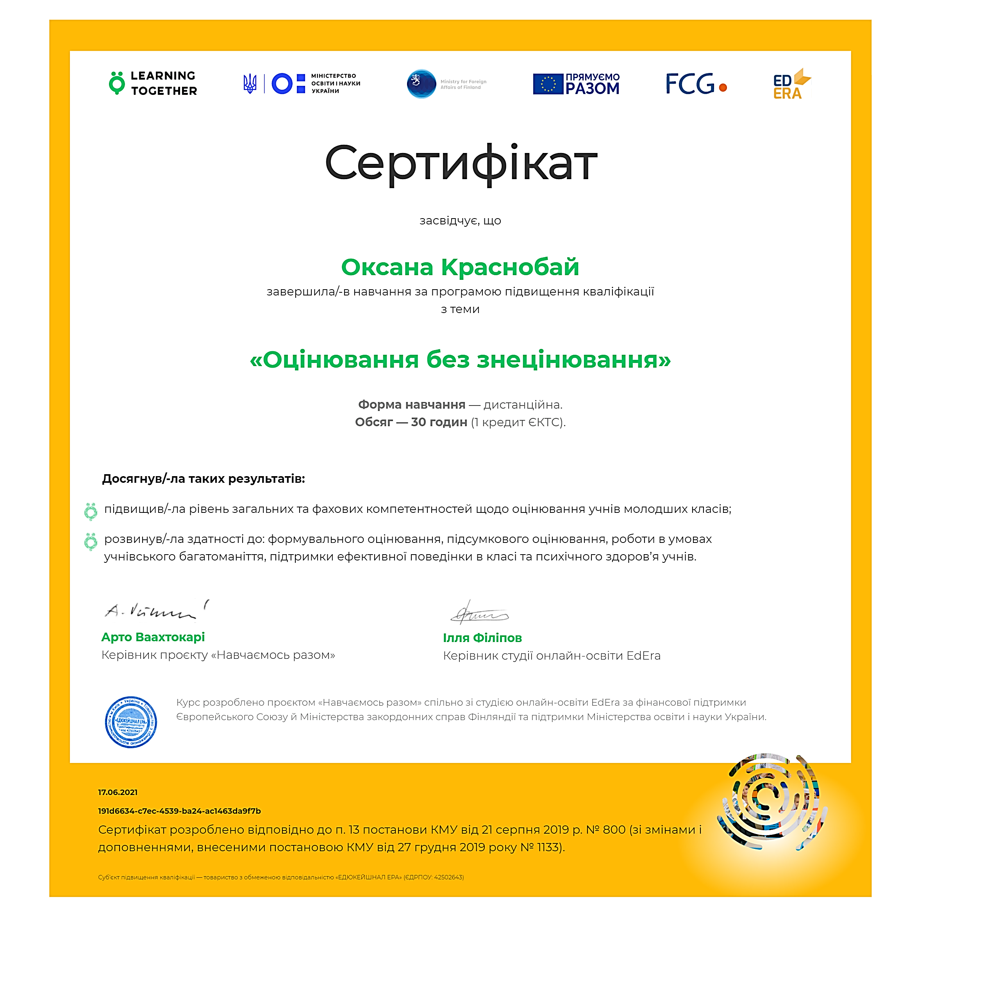 LEARNING
TOGETHER
МІНІСТЕРСТВО
ОСВІТИ І НАУКИ
УКРАЇНИ
Ministry for Foreign
Affairs of Finland
ПРЯМУЄМО
РАЗОМ
FCG
ED
ERA
Сертифікат
засвідчує, що
Оксана Краснобай
завершила/-в навчання за програмою підвищення кваліфікації
з теми
«Оцінювання без знецінювання»
Форма навчання — дистанційна.
Обсяг — 30 годин (1 кредит ЄКТС).
Досягнув/-ла таких результатів:
підвищив/-ла рівень загальних та фахових компетентностей щодо оцінювання учнів молодших класів;
розвинув/-ла здатності до: формувального оцінювання, підсумкового оцінювання, роботи в умовах
учнівського багатоманіття, підтримки ефективної поведінки в класі та психічного здоров’я учнів.
Арто Ваахтокарі
Керівник проєкту «Навчаємось разом»
Ілля Філіпов
Керівник студії онлайн-освіти EdEra
м.Київ * Україна * Товариство з обмеженою відповідальністю
«ЕДЮКЕЙШНАЛ ЕРА»
Ідентифікаційний
код 42502643
Курс розроблено проєктом «Навчаємось разом» спільно зі студією онлайн-освіти EdEra за фінансової підтримки
Європейського Союзу й Міністерства закордонних справ Фінляндії та підтримки Міністерства освіти і науки України.
17.06.2021
191d6634-c7ec-4539-ba24-ac1463da9f7b
Сертифікат розроблено відповідно до п. 13 постанови КМУ від 21 серпня 2019 р. № 800 (зі змінами і
доповненнями, внесеними постановою КМУ від 27 грудня 2019 року № 1133).
Суб’єкт підвищення кваліфікації — товариство з обмеженою відповідальністю «ЕДЮКЕЙШНАЛ ЕРА» (ЄДРПОУ: 42502643)